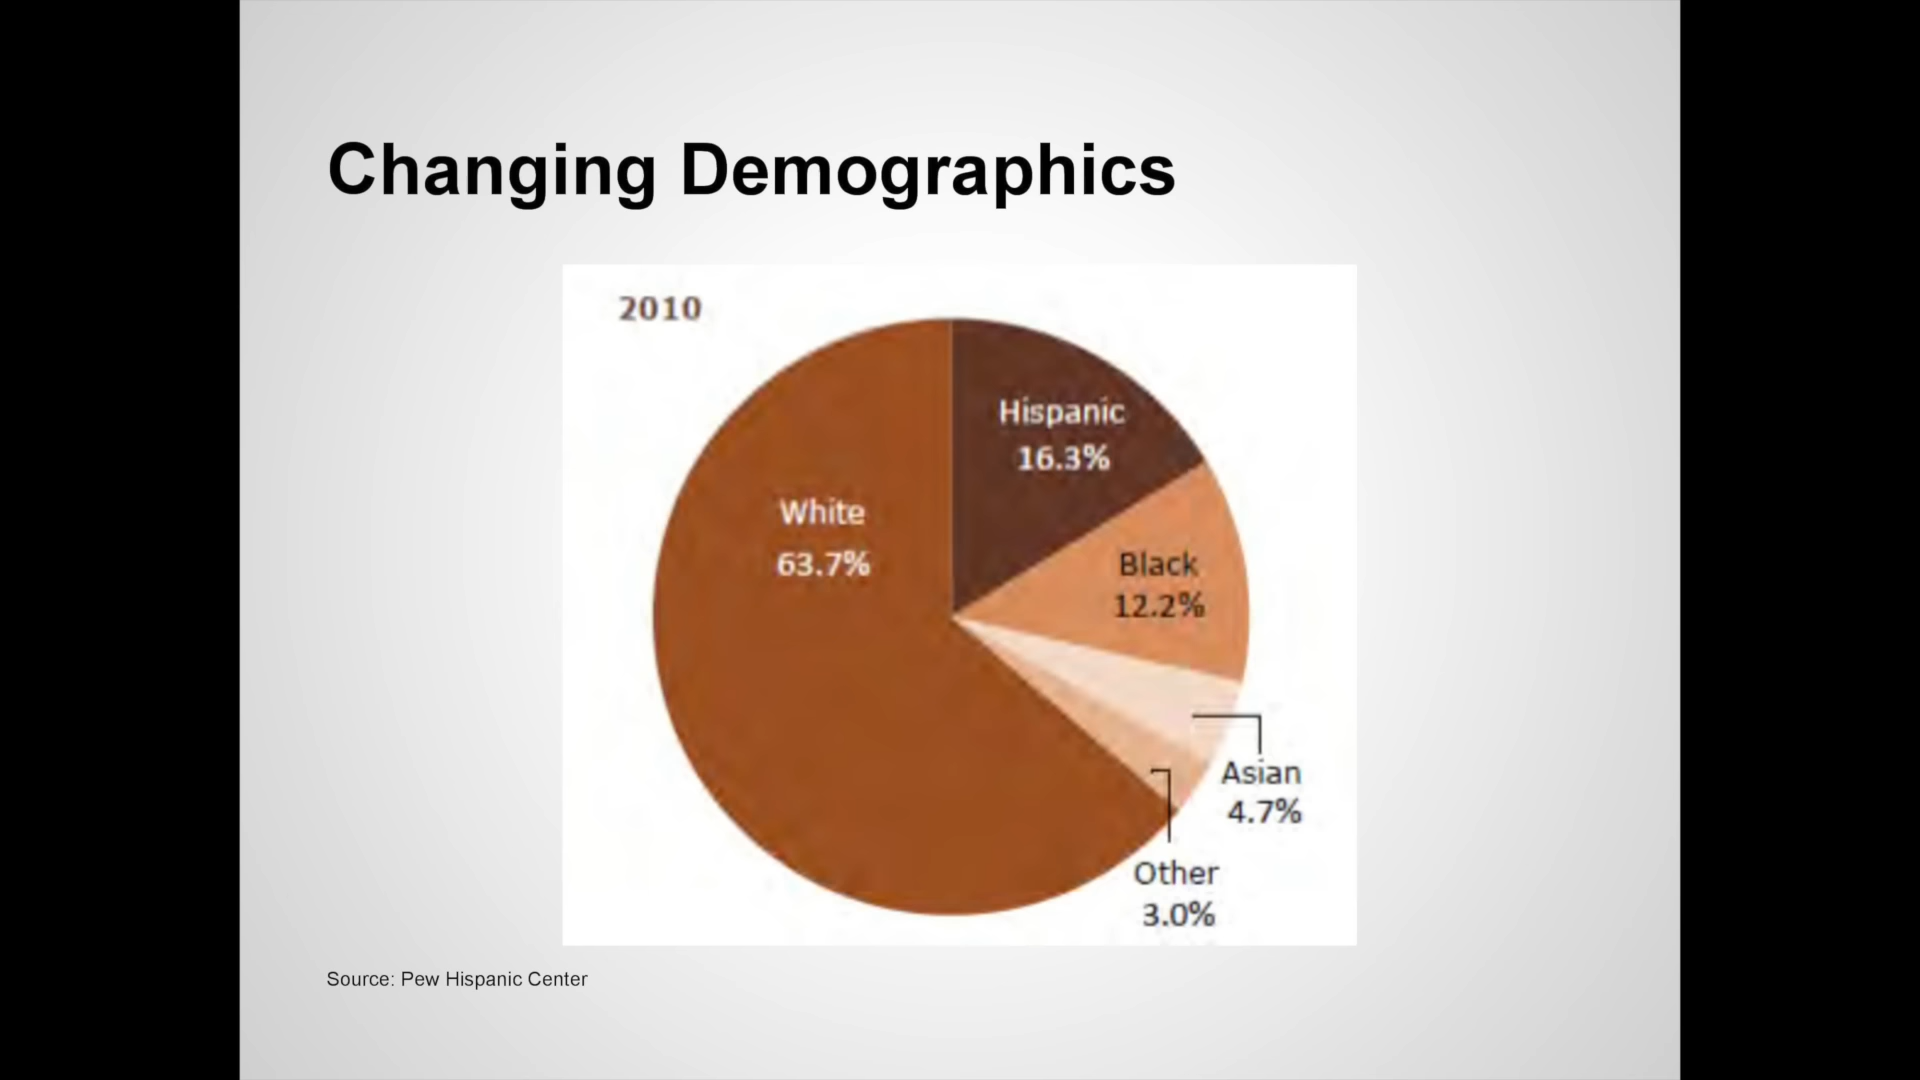 Changing Demographics
2010
Hispanic
16.3%
White
63.7%
Black
12.2%
Asian
4.7%
Other
3.0%
Source: Pew Hispanic Center